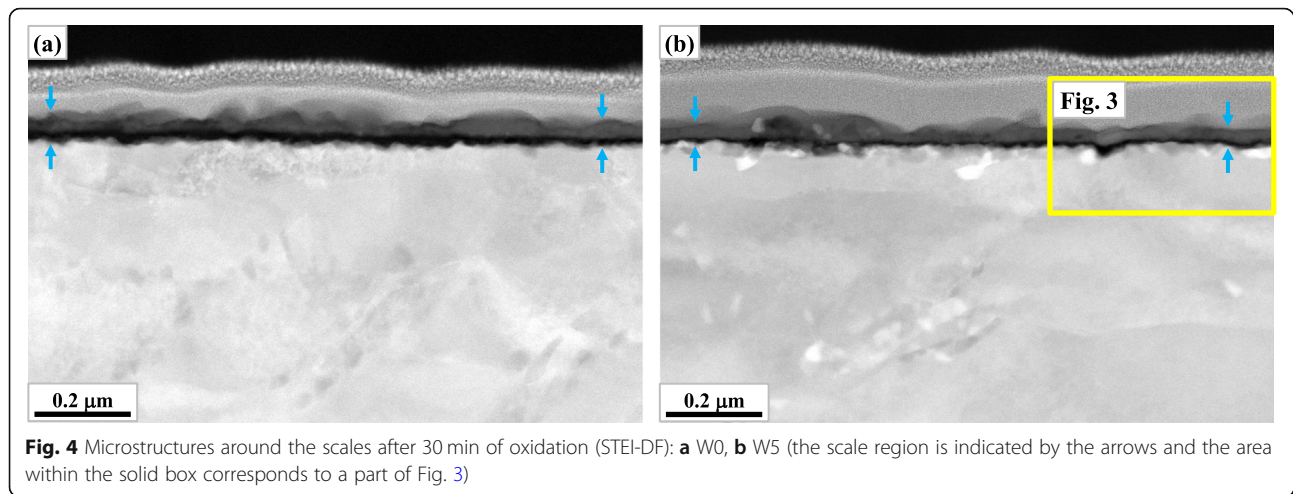 (a)
(b)
Fig. 3
0.2 µm
0.2 µm
Fig. 4 Microstructures around the scales after 30 min of oxidation (STEI-DF): a W0, b W5 (the scale region is indicated by the arrows and the area
within the solid box corresponds to a part of Fig. 3)